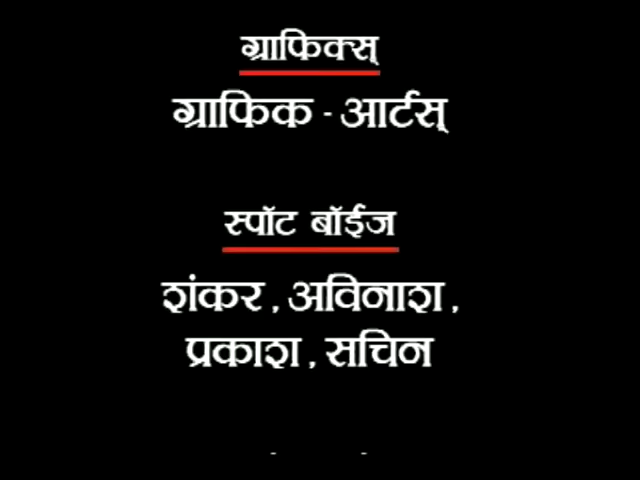 ग्राफिक्स्
ग्राफिक - आर्टस्
स्पॉट बॉईज
शंकर , अविनाश ,
प्रकाश , सचिन